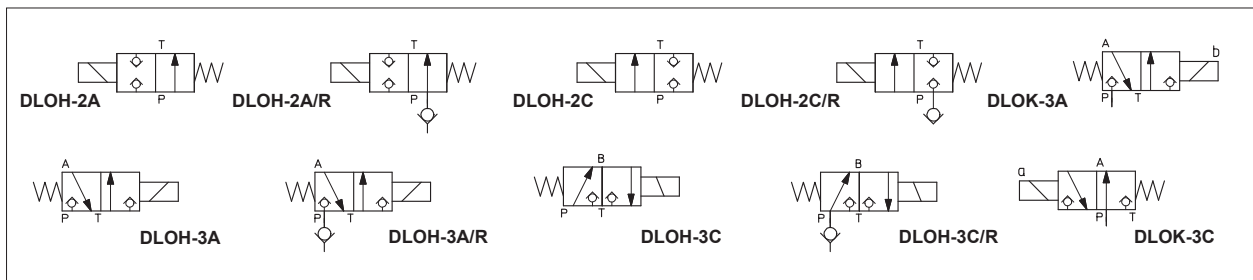 T
P
DLOH-2A
T
P
DLOH-2A/R
T
P
DLOH-2C
T
P
DLOH-2C/R
A
b
P
T
DLOK-3A
A
P
T
DLOH-3A
A
P
T
DLOH-3A/R
B
P
T
DLOH-3C
B
P
T
DLOH-3C/R
a
A
P
T
DLOK-3C